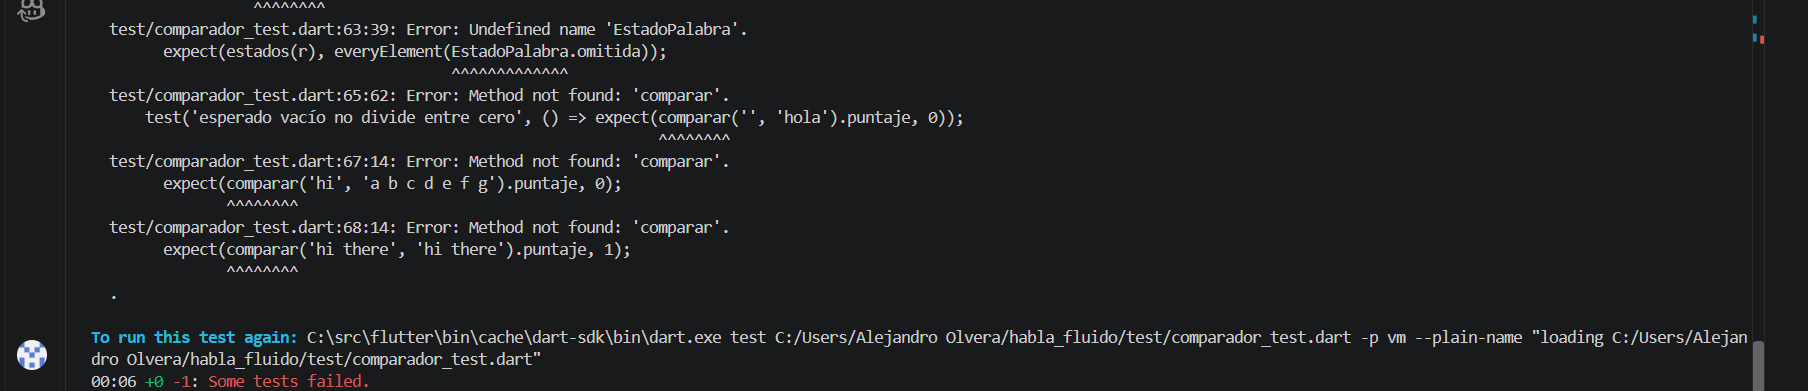 ^^^^^^^^
test/comparador_test.dart:63:39: Error: Undefined name 'EstadoPalabra'.
expect(estados(r), everyElement(EstadoPalabra.omitida));
^^^^^^^^^^^^^
test/comparador_test.dart:65:62: Error: Method not found: 'comparar'.
test('esperado vacío no divide entre cero', () => expect(comparar('', 'hola').puntaje, 0));
^^^^^^^^
test/comparador_test.dart:67:14: Error: Method not found: 'comparar'.
expect(comparar('hi', 'a b c d e f g').puntaje, 0);
^^^^^^^^
test/comparador_test.dart:68:14: Error: Method not found: 'comparar'.
expect(comparar('hi there', 'hi there').puntaje, 1);
^^^^^^^^
.
To run this test again: C:\src\flutter\bin\cache\dart-sdk\bin\dart.exe test C:/Users/Alejandro Olvera/habla_fluido/test/comparador_test.dart -p vm --plain-name "loading C:/Users/Alejan
dro Olvera/habla_fluido/test/comparador_test.dart"
00:06 +0 -1: Some tests failed.